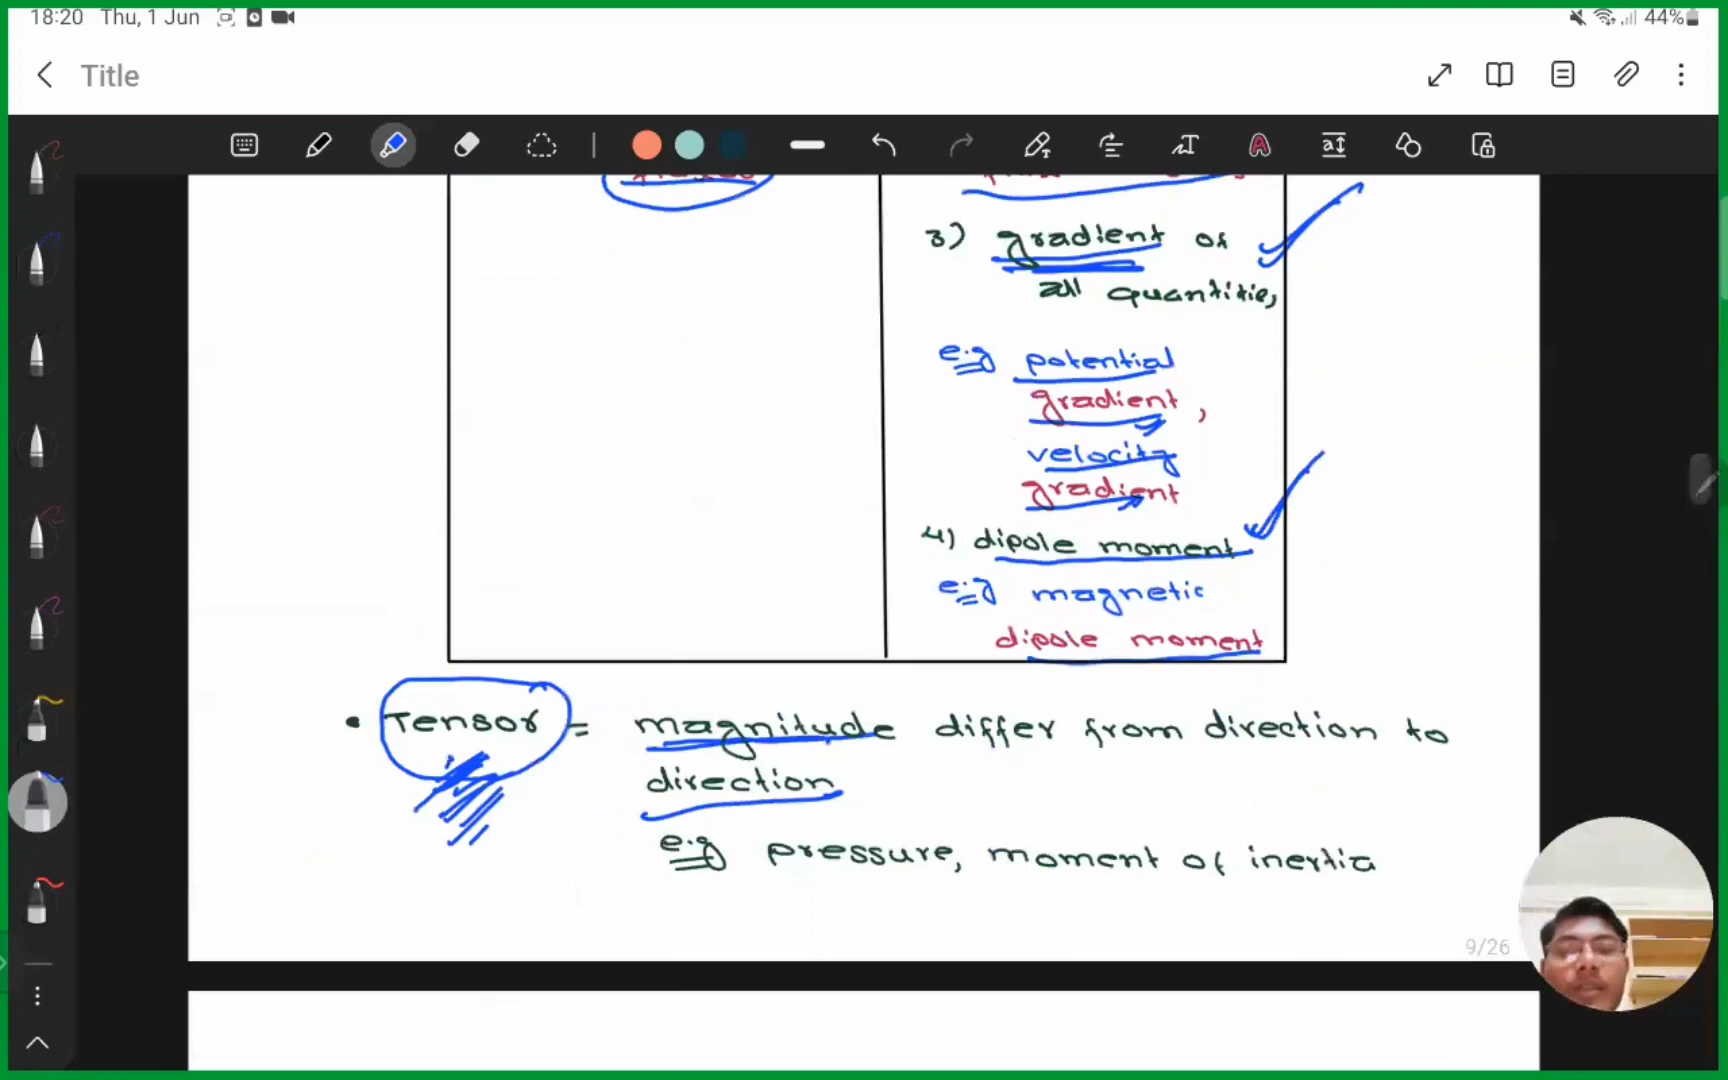 18:20 Thu, 1 Jun
44%
Title
3) gradient of
all quantities,
e.g potential
gradient,
velocity
gradient
4) dipole moment
e.g magnetic
dipole moment
• Tensor = magnitude differ from direction to
direction
e.g pressure, moment of inertia
9/26